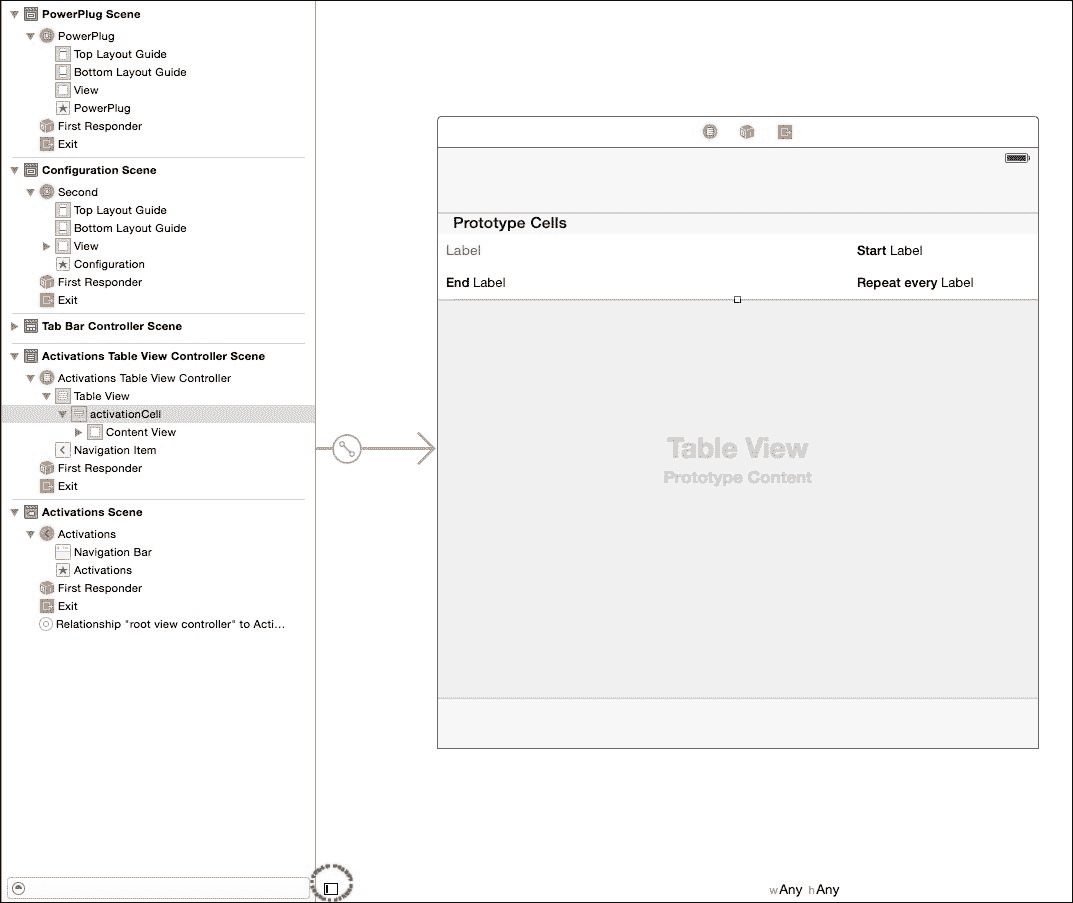 PowerPlug Scene
PowerPlug
Top Layout Guide
Bottom Layout Guide
View
PowerPlug
First Responder
Exit
Configuration Scene
Second
Top Layout Guide
Bottom Layout Guide
View
Configuration
First Responder
Exit
Tab Bar Controller Scene
Activations Table View Controller Scene
Activations Table View Controller
Table View
activationCell
Content View
Navigation Item
First Responder
Exit
Activations Scene
Activations
Navigation Bar
Activations
First Responder
Exit
Relationship "root view controller" to Acti...
Prototype Cells
Label
Start Label
End Label
Repeat every Label
Table View
Prototype Content
wAny hAny